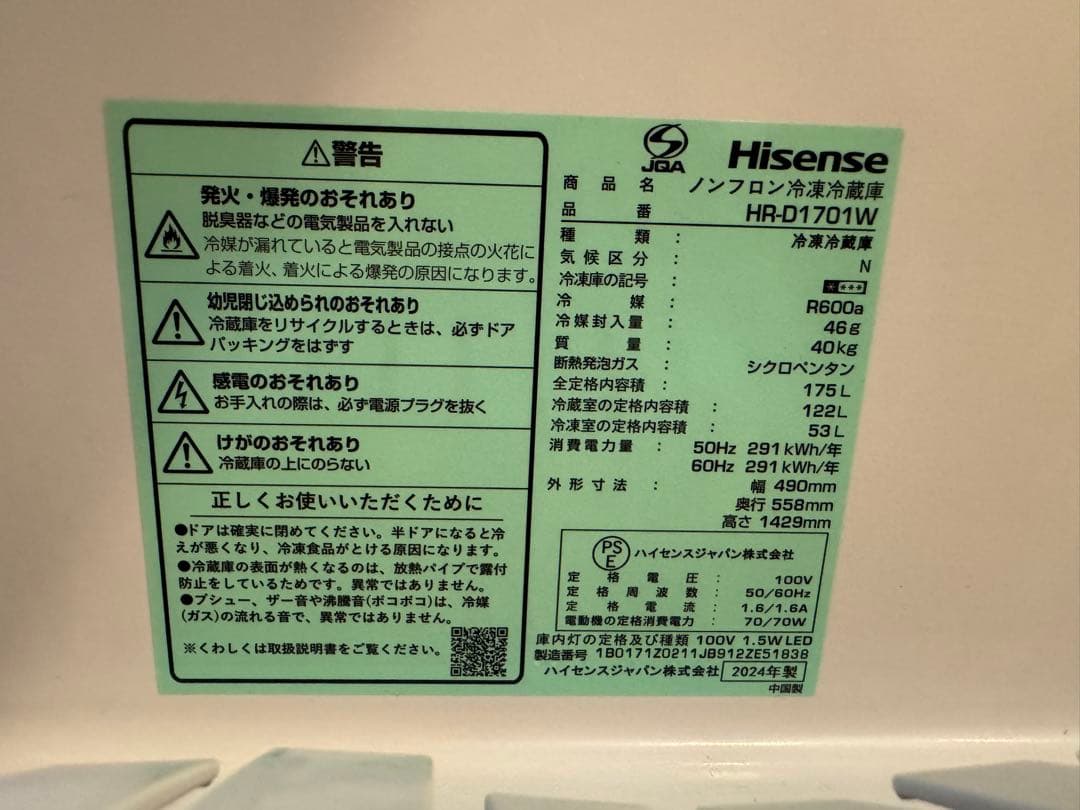 警告
発火・爆発のおそれあり
脱臭器などの電気製品を入れない
冷媒が漏れていると電気製品の接点の火花に
よる着火、着火による爆発の原因になります。
幼児閉じ込められのおそれあり
冷蔵庫をリサイクルするときは、必ずドア
パッキングをはずす
感電のおそれあり
お手入れの際は、必ず電源プラグを抜く
けがのおそれあり
冷蔵庫の上にのらない
正しくお使いいただくために
●ドアは確実に閉めてください。半ドアになると冷
えが悪くなり、冷凍食品がとける原因になります。
●冷蔵庫の表面が熱くなるのは、放熱パイプで露付
防止をしているためです。異常ではありません。
●プシュー、ザー音や沸騰音(ボコボコ)は、冷媒
(ガス)の流れる音で、異常ではありません。
※くわしくは取扱説明書をご覧ください。
JQA Hisense
商品名 ノンフロン冷凍冷蔵庫
品番 HR-D1701W
種類： 冷凍冷蔵庫
気候区分： N
冷凍庫の記号： ****
冷媒： R600a
冷媒封入量： 46g
質量： 40kg
断熱発泡ガス： シクロペンタン
全定格内容積： 175L
冷蔵室の定格内容積： 122L
冷凍室の定格内容積： 53L
消費電力量： 50Hz 291kWh/年
60Hz 291kWh/年
外形寸法： 幅 490mm
奥行 558mm
高さ 1429mm
PSE ハイセンスジャパン株式会社
定格電圧： 100V
定格周波数： 50/60Hz
定格電流： 1.6/1.6A
電動機の定格消費電力： 70/70W
庫内灯の定格及び種類 100V 1.5W LED
製造番号 1B0171Z0211JB912ZE51838
ハイセンスジャパン株式会社 2024年製
中国製